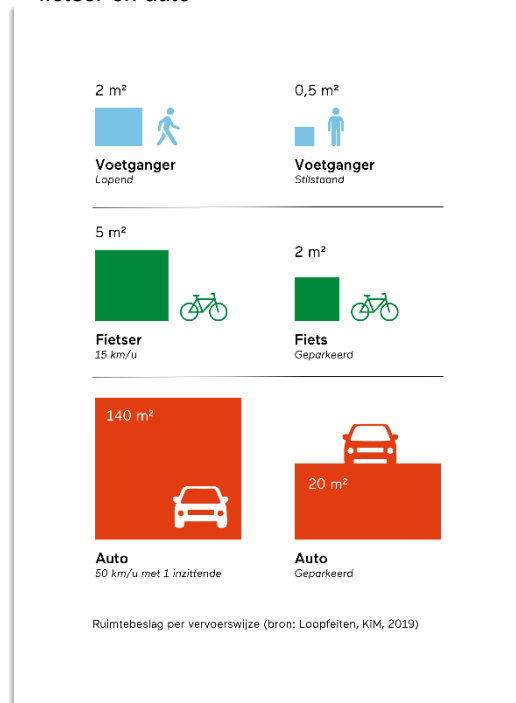 2 m²
0,5 m²
Voetganger
Lopend
Voetganger
Stilstaand
5 m²
2 m²
Fietser
15 km/u
Fiets
Geparkeerd
140 m²
20 m²
Auto
50 km/u met 1 inzittende
Auto
Geparkeerd
Ruimtebeslag per vervoerswijze (bron: Loopfeiten, KiM, 2019)